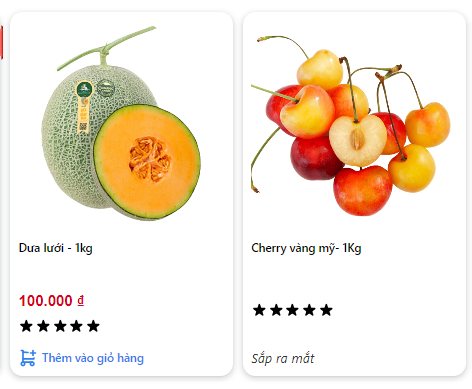 Dưa lưới - 1kg
100.000 ₫
Thêm vào giỏ hàng
Cherry vàng mỹ- 1Kg
Sắp ra mắt